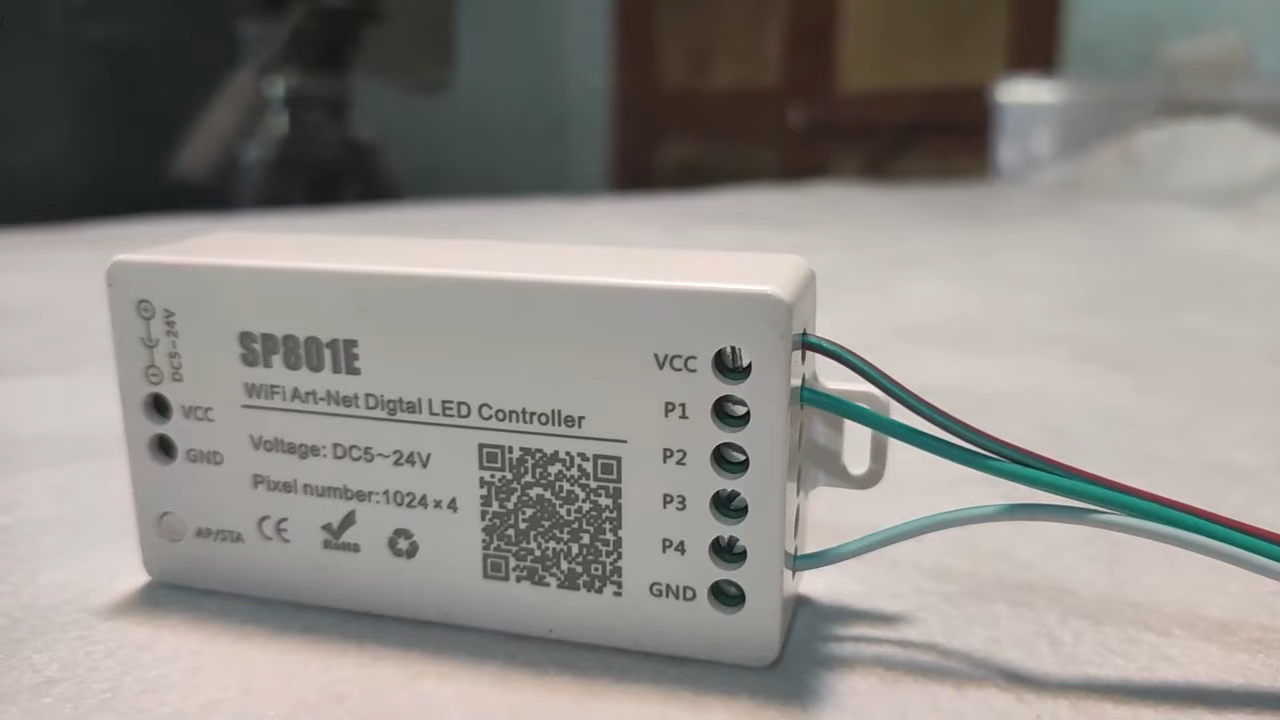 DC5-24V
VCC
GND
AP/STA
SP801E
WiFi Art-Net Digtal LED Controller
Voltage: DC5~24V
Pixel number:1024×4
CE
RoHS
VCC
P1
P2
P3
P4
GND